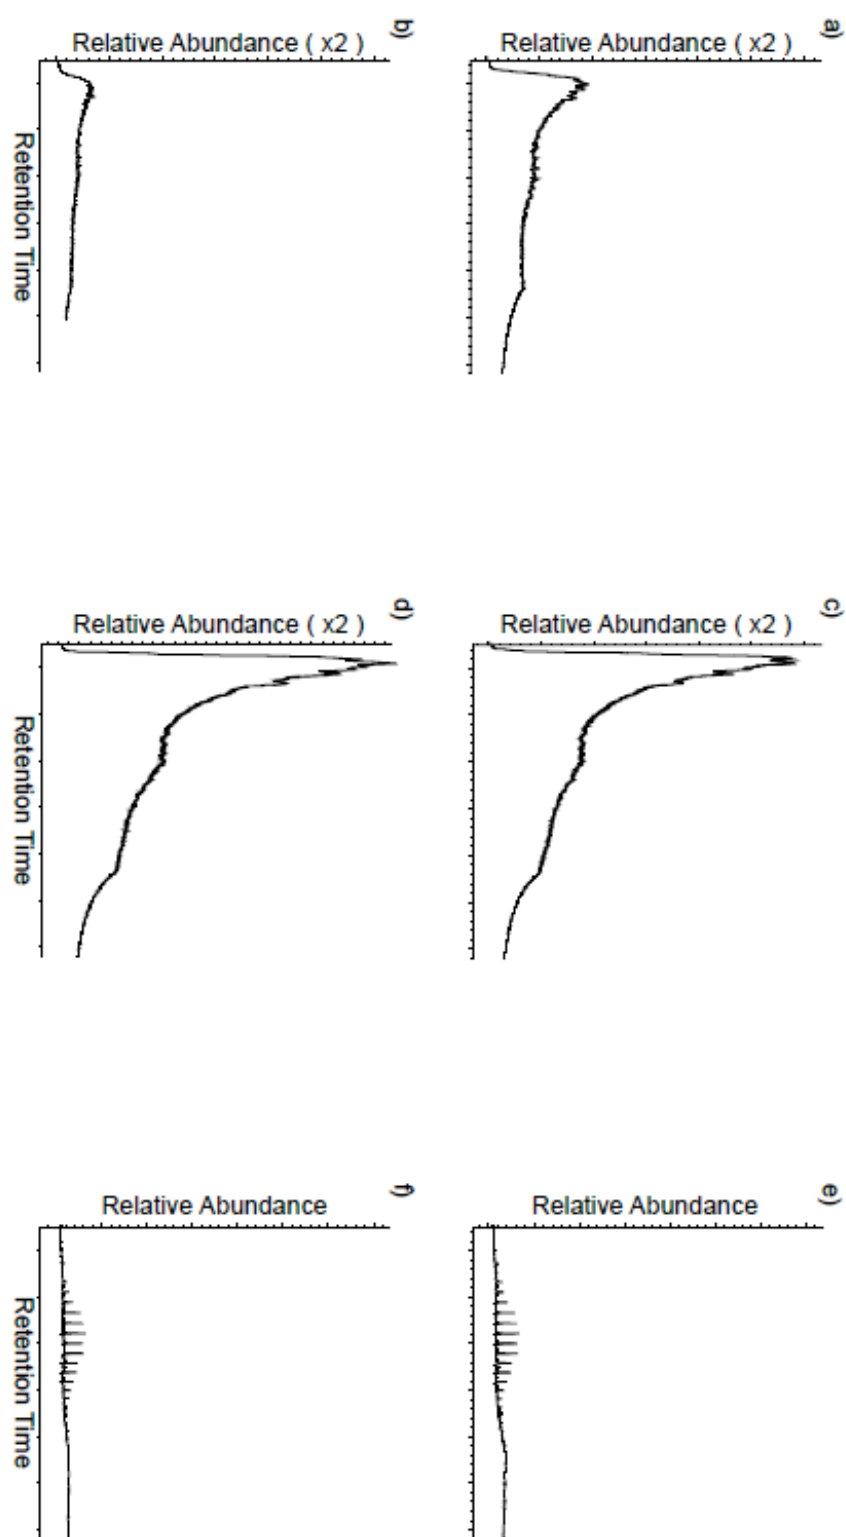 a)
Relative Abundance ( x2 )
c)
Relative Abundance ( x2 )
e)
Relative Abundance
b)
Relative Abundance ( x2 )
Retention Time
d)
Relative Abundance ( x2 )
Retention Time
f)
Relative Abundance
Retention Time